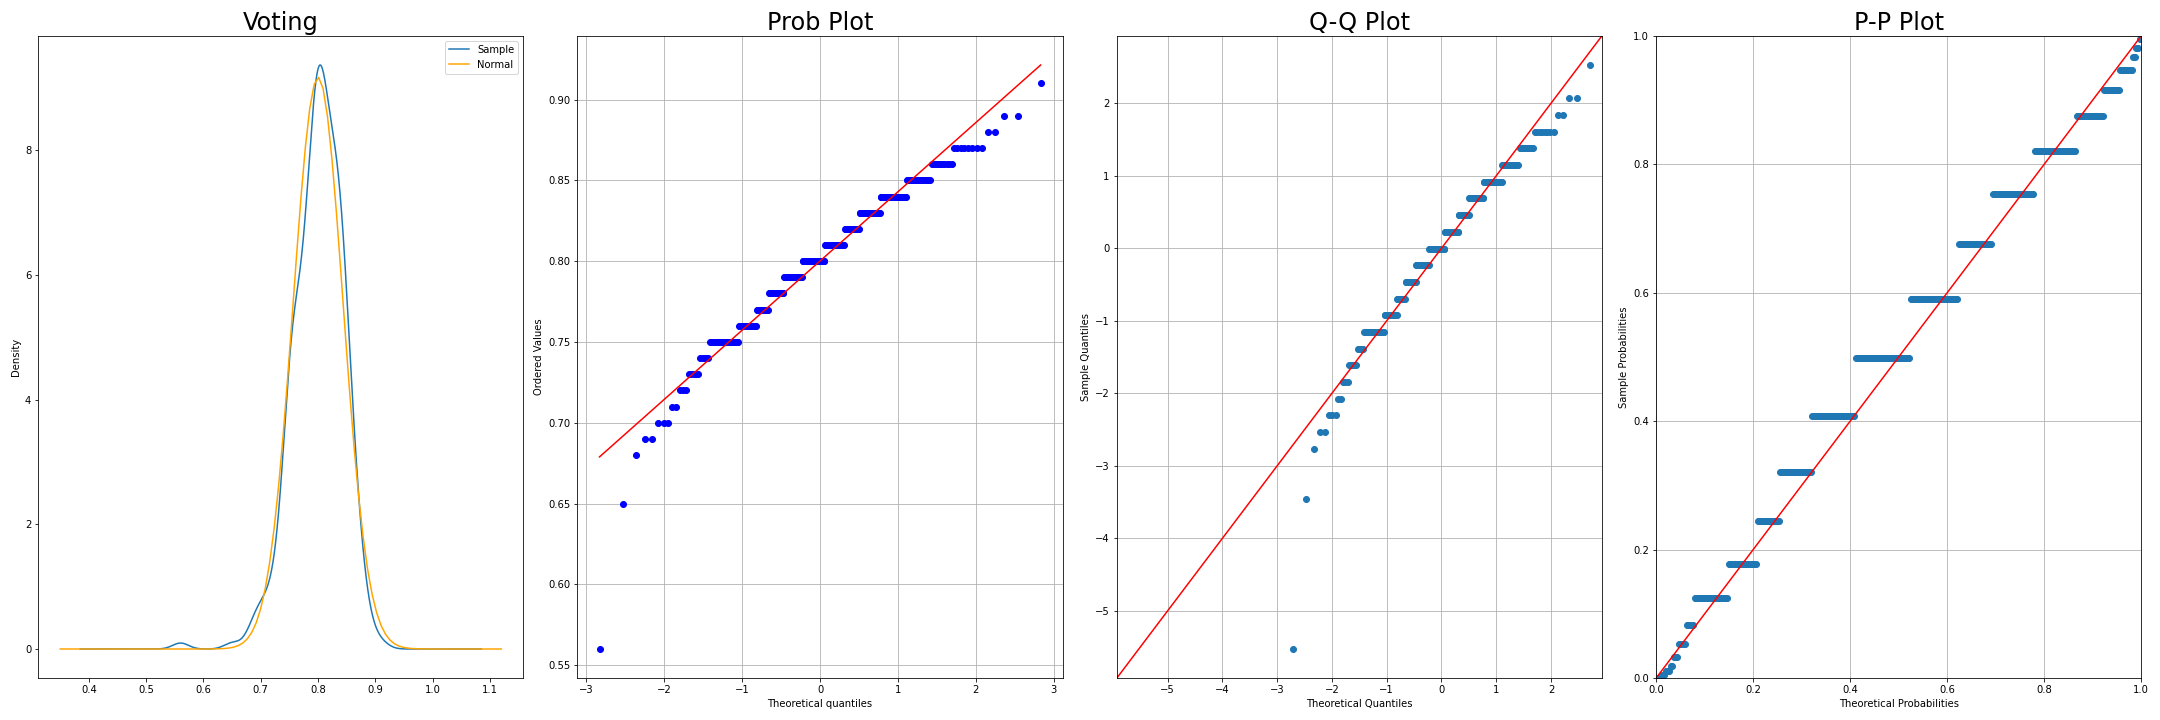 Voting
Sample
Normal
Density
8
6
4
2
0
0.4 0.5 0.6 0.7 0.8 0.9 1.0 1.1
Prob Plot
Ordered Values
0.90
0.85
0.80
0.75
0.70
0.65
0.60
0.55
−3 −2 −1 0 1 2 3
Theoretical quantiles
Q-Q Plot
Sample Quantiles
2
1
0
−1
−2
−3
−4
−5
−5 −4 −3 −2 −1 0 1 2
Theoretical Quantiles
P-P Plot
Sample Probabilities
1.0
0.8
0.6
0.4
0.2
0.0
0.0 0.2 0.4 0.6 0.8 1.0
Theoretical Probabilities